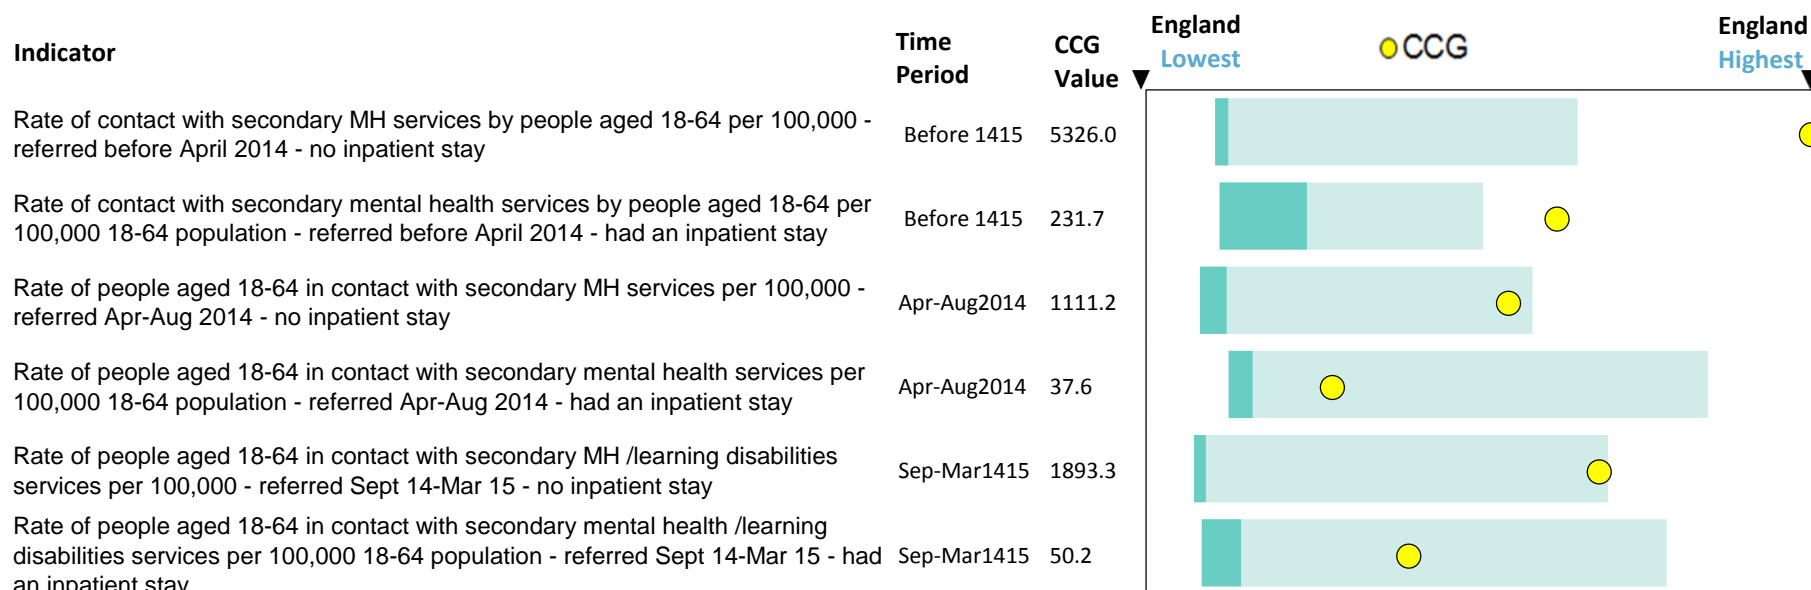 Indicator
Time Period
CCG Value
England Lowest
CCG
England Highest
Rate of contact with secondary MH services by people aged 18-64 per 100,000 -
referred before April 2014 - no inpatient stay
Before 1415 5326.0
Rate of contact with secondary mental health services by people aged 18-64 per
100,000 18-64 population - referred before April 2014 - had an inpatient stay
Before 1415 231.7
Rate of people aged 18-64 in contact with secondary MH services per 100,000 -
referred Apr-Aug 2014 - no inpatient stay
Apr-Aug2014 1111.2
Rate of people aged 18-64 in contact with secondary mental health services per
100,000 18-64 population - referred Apr-Aug 2014 - had an inpatient stay
Apr-Aug2014 37.6
Rate of people aged 18-64 in contact with secondary MH /learning disabilities
services per 100,000 - referred Sept 14-Mar 15 - no inpatient stay
Sep-Mar1415 1893.3
Rate of people aged 18-64 in contact with secondary mental health /learning
disabilities services per 100,000 18-64 population - referred Sept 14-Mar 15 - had
an inpatient stay
Sep-Mar1415 50.2